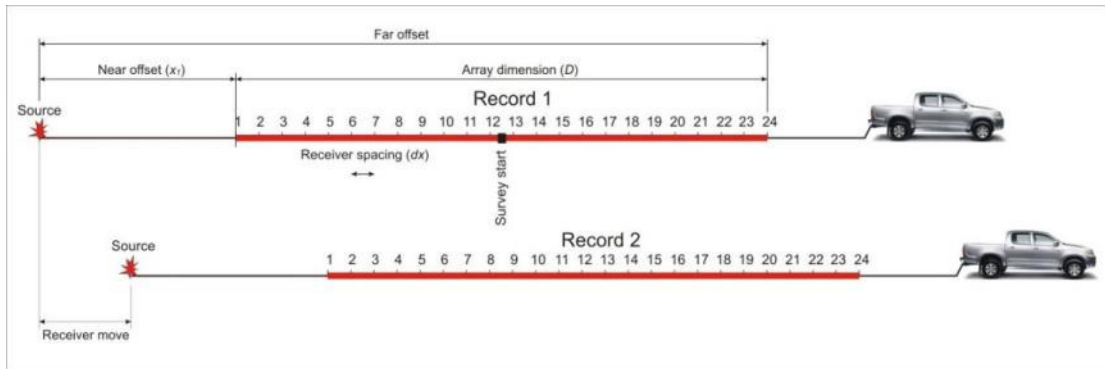 Far offset
Near offset (x₁)
Array dimension (D)
Source
Record 1
1 2 3 4 5 6 7 8 9 10 11 12 13 14 15 16 17 18 19 20 21 22 23 24
Receiver spacing (dx)
Survey start
Source
Record 2
1 2 3 4 5 6 7 8 9 10 11 12 13 14 15 16 17 18 19 20 21 22 23 24
Receiver move